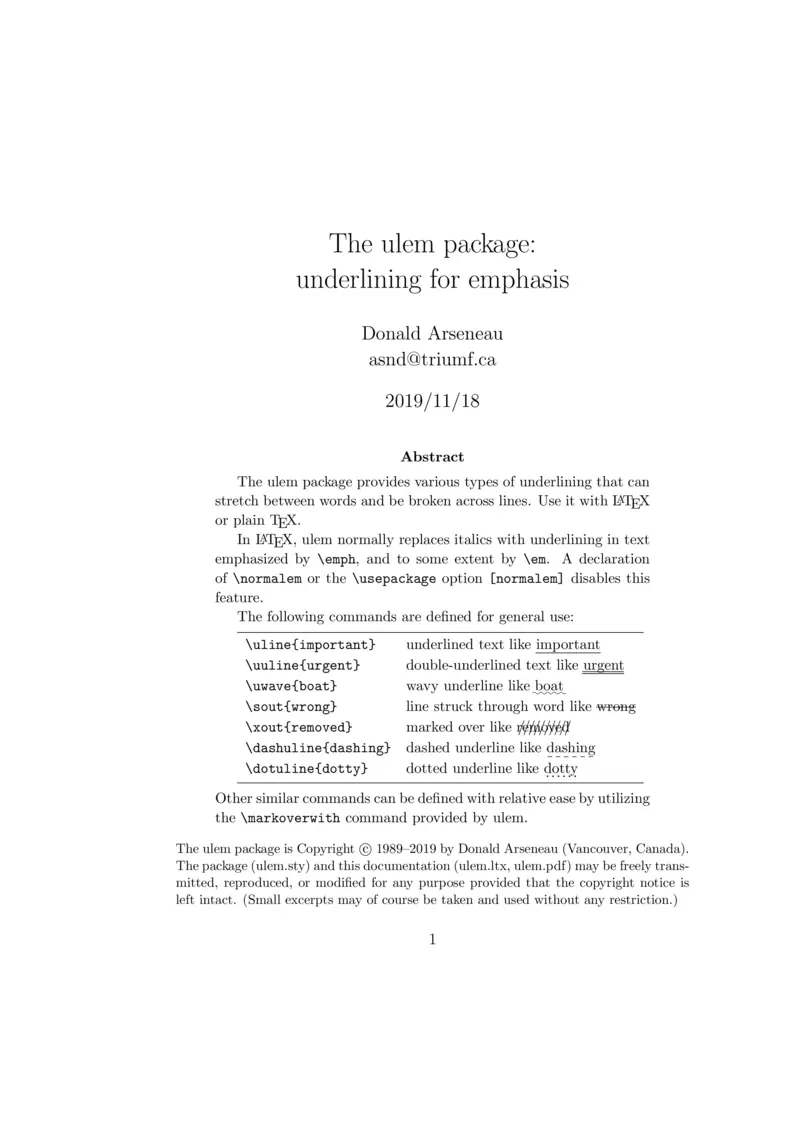 The ulem package:
underlining for emphasis
Donald Arseneau
asnd@triumf.ca
2019/11/18
Abstract
The ulem package provides various types of underlining that can
stretch between words and be broken across lines. Use it with LATEX
or plain TEX.
In LATEX, ulem normally replaces italics with underlining in text
emphasized by \emph, and to some extent by \em. A declaration
of \normalem or the \usepackage option [normalem] disables this
feature.
The following commands are defined for general use:
\uline{important} underlined text like important
\uuline{urgent} double-underlined text like urgent
\uwave{boat} wavy underline like boat
\sout{wrong} line struck through word like wrong
\xout{removed} marked over like removed
\dashuline{dashing} dashed underline like dashing
\dotuline{dotty} dotted underline like dotty
Other similar commands can be defined with relative ease by utilizing
the \markoverwith command provided by ulem.
The ulem package is Copyright © 1989–2019 by Donald Arseneau (Vancouver, Canada).
The package (ulem.sty) and this documentation (ulem.ltx, ulem.pdf) may be freely trans-
mitted, reproduced, or modified for any purpose provided that the copyright notice is
left intact. (Small excerpts may of course be taken and used without any restriction.)
1